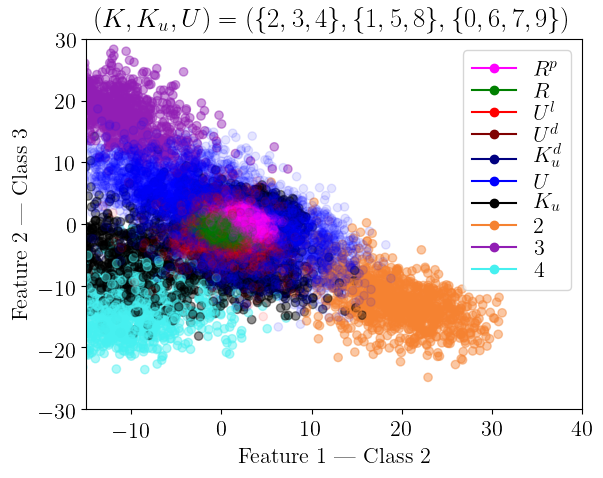 (K, K_u, U) = ({2, 3, 4}, {1, 5, 8}, {0, 6, 7, 9})
30
20
10
0
−10
−20
−30
Feature 2 — Class 3
R^p
R
U^l
U^d
K_u^d
U
K_u
2
3
4
−10
0
10
20
30
40
Feature 1 — Class 2